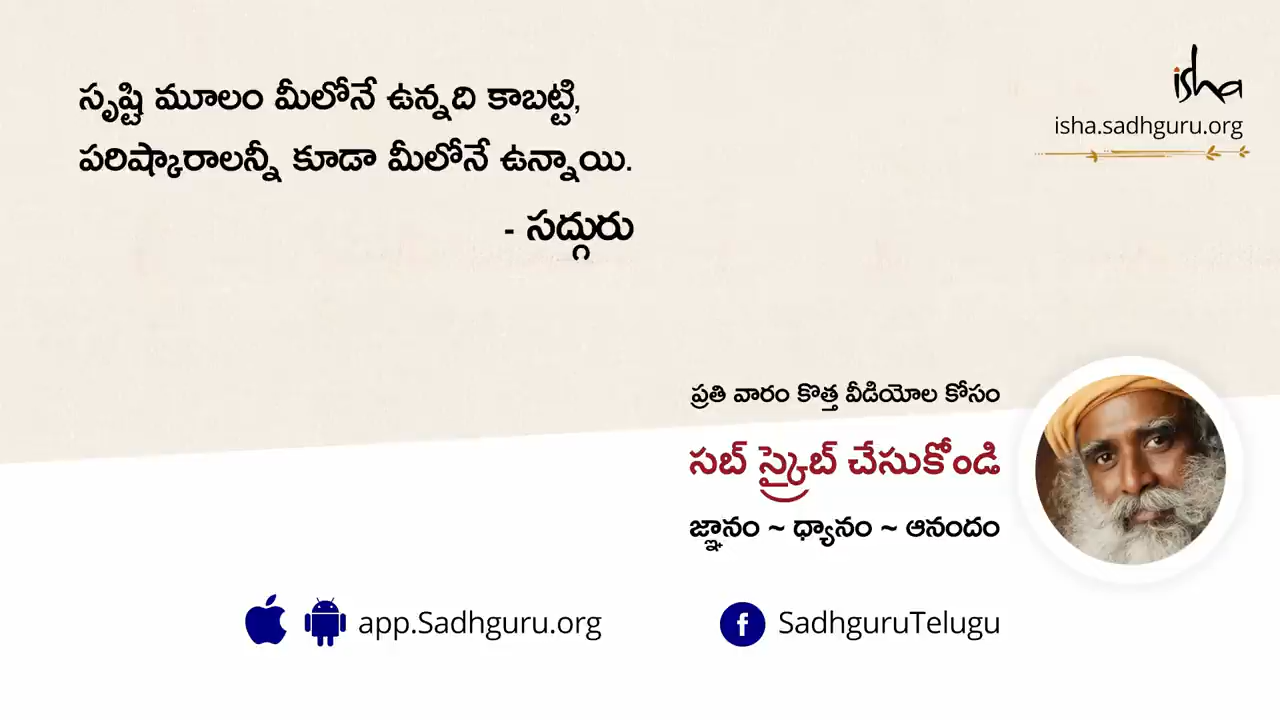 సృష్టి మూలం మీలోనే ఉన్నది కాబట్టి,
పరిష్కారాలన్నీ కూడా మీలోనే ఉన్నాయి.
- సద్గురు
isha
isha.sadhguru.org
ప్రతి వారం కొత్త వీడియోల కోసం
సబ్ స్క్రైబ్ చేసుకోండి
జ్ఞానం ~ ధ్యానం ~ ఆనందం
app.Sadhguru.org
SadhguruTelugu